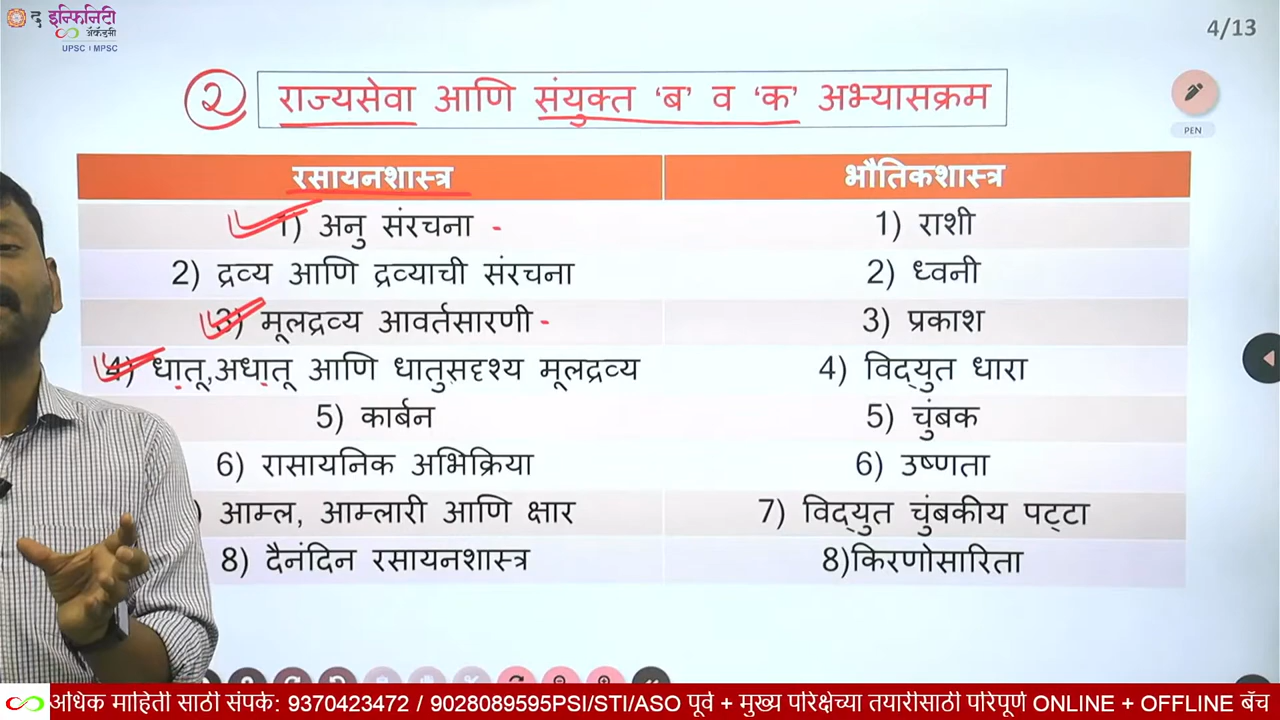 द इन्फिनिटी
अ‍ॅकॅडमी
UPSC | MPSC
4/13
२ राज्यसेवा आणि संयुक्त ‘ब’ व ‘क’ अभ्यासक्रम
PEN
रसायनशास्त्र भौतिकशास्त्र
1) अनु संरचना - 1) राशी
2) द्रव्य आणि द्रव्याची संरचना 2) ध्वनी
3) मूलद्रव्य आवर्तसारणी - 3) प्रकाश
4) धातू,अधातू आणि धातुसदृश्य मूलद्रव्य 4) विद्युत धारा
5) कार्बन 5) चुंबक
6) रासायनिक अभिक्रिया 6) उष्णता
) आम्ल, आम्लारी आणि क्षार 7) विद्युत चुंबकीय पट्टा
8) दैनंदिन रसायनशास्त्र 8)किरणोसारिता
अधिक माहिती साठी संपर्क: 9370423472 / 9028089595PSI/STI/ASO पूर्व + मुख्य परिक्षेच्या तयारीसाठी परिपूर्ण ONLINE + OFFLINE बॅच